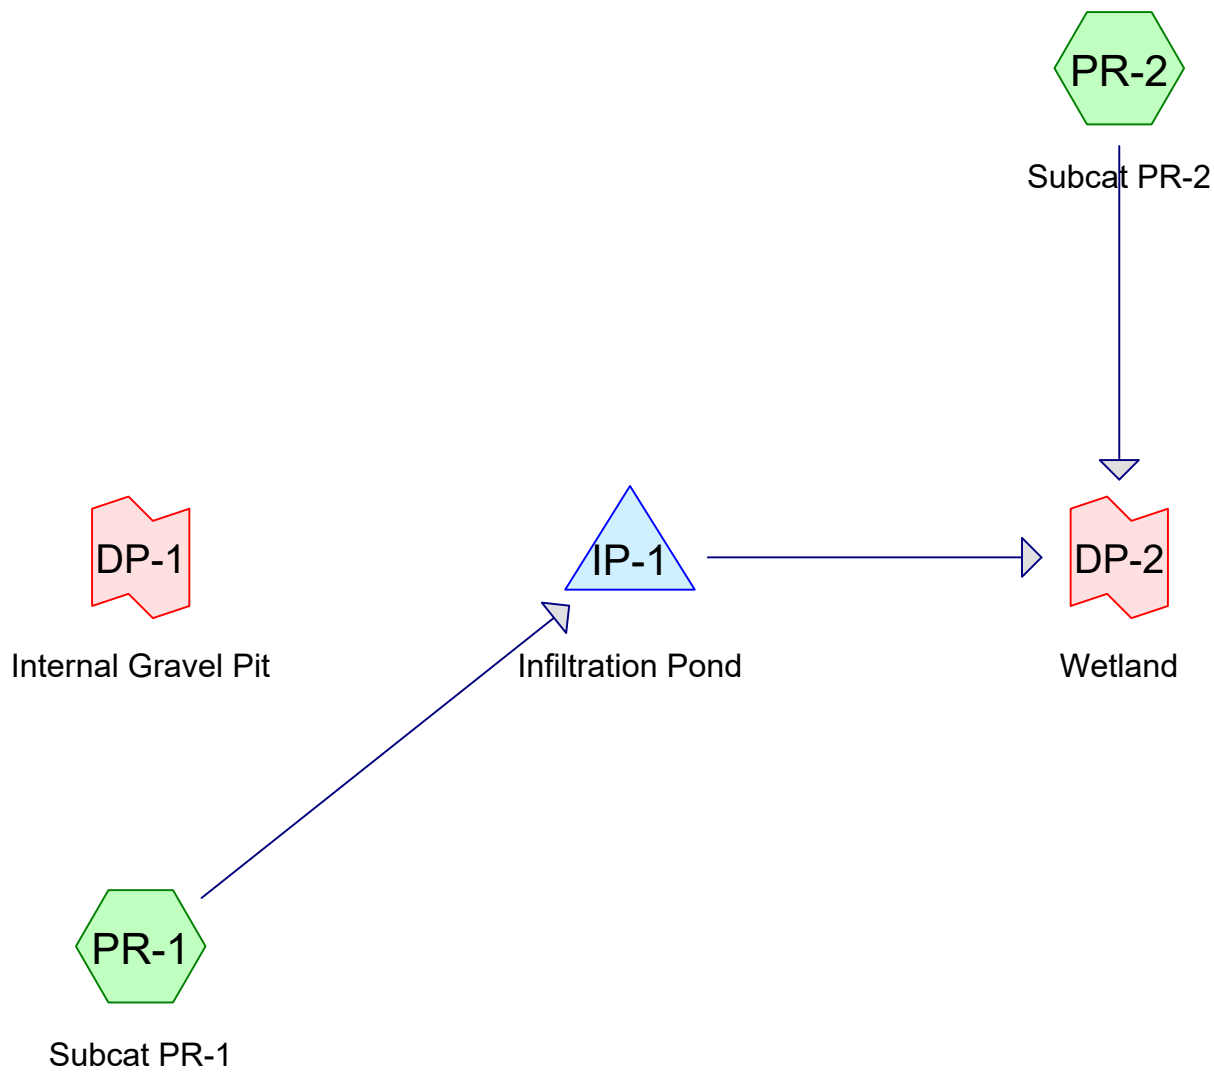 PR-2
Subcat PR-2
DP-1
IP-1
DP-2
Internal Gravel Pit
Infiltration Pond
Wetland
PR-1
Subcat PR-1